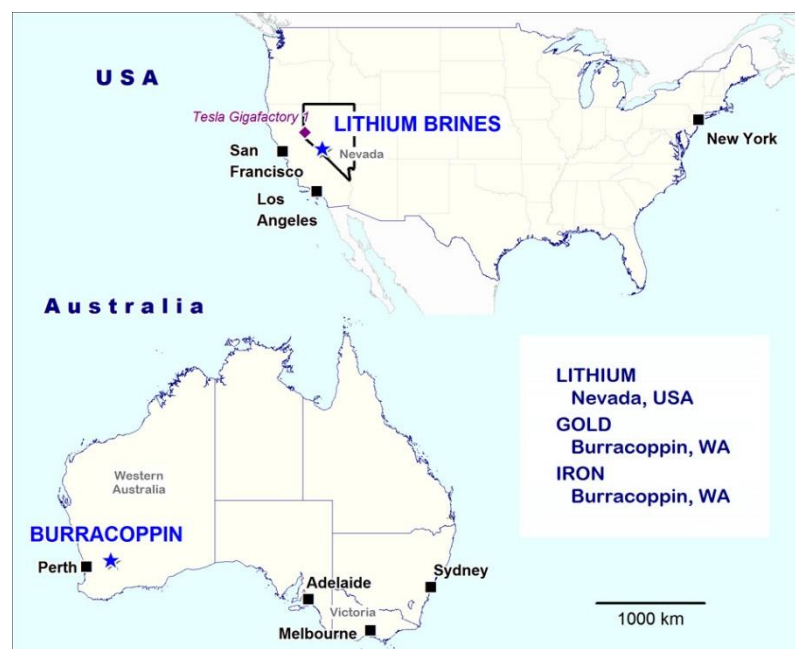 USA
Tesla Gigafactory 1
LITHIUM BRINES
Nevada
San
Francisco
Los
Angeles
New York
Australia
LITHIUM
Nevada, USA
GOLD
Burracoppin, WA
IRON
Burracoppin, WA
Western
Australia
BURRACOPPIN
Perth
Adelaide
Sydney
Victoria
Melbourne
1000 km